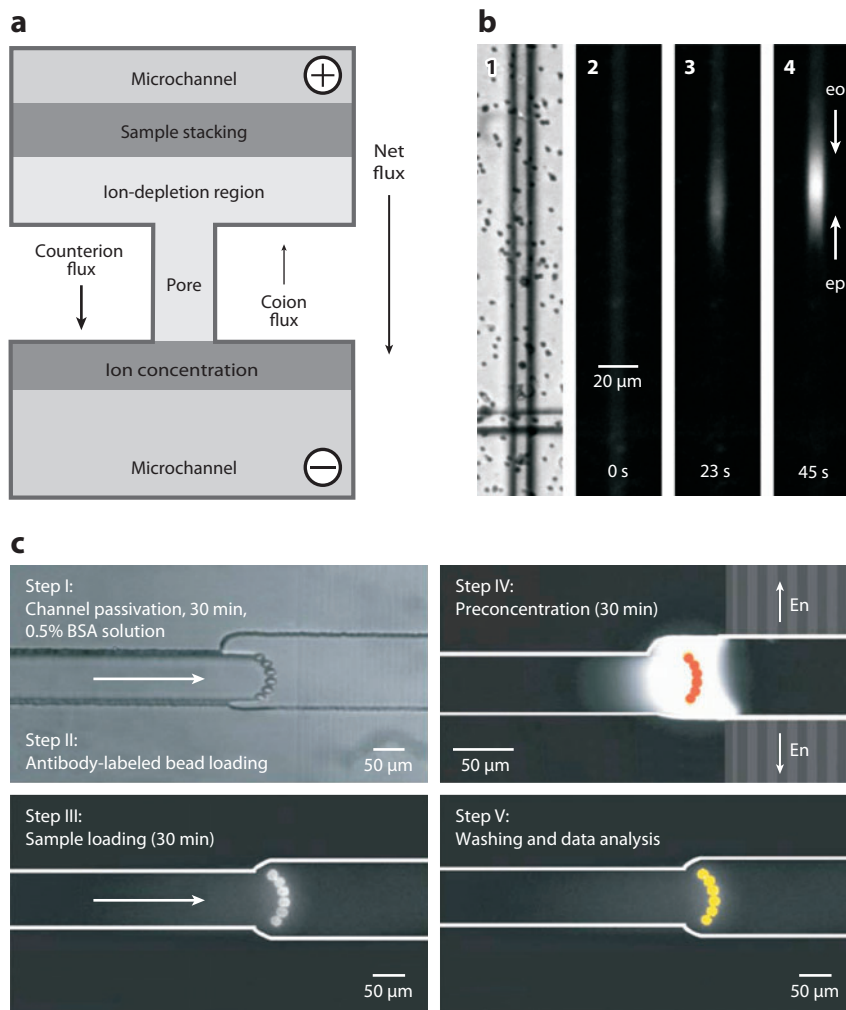 a
Microchannel
+
Sample stacking
Ion-depletion region
Counterion
flux
Pore
Coion
flux
Net
flux
Ion concentration
Microchannel
−
b
1
2
3
4
eo
ep
20 µm
0 s
23 s
45 s
c
Step I:
Channel passivation, 30 min,
0.5% BSA solution
Step II:
Antibody-labeled bead loading
50 µm
Step IV:
Preconcentration (30 min)
En
En
50 µm
Step III:
Sample loading (30 min)
50 µm
Step V:
Washing and data analysis
50 µm